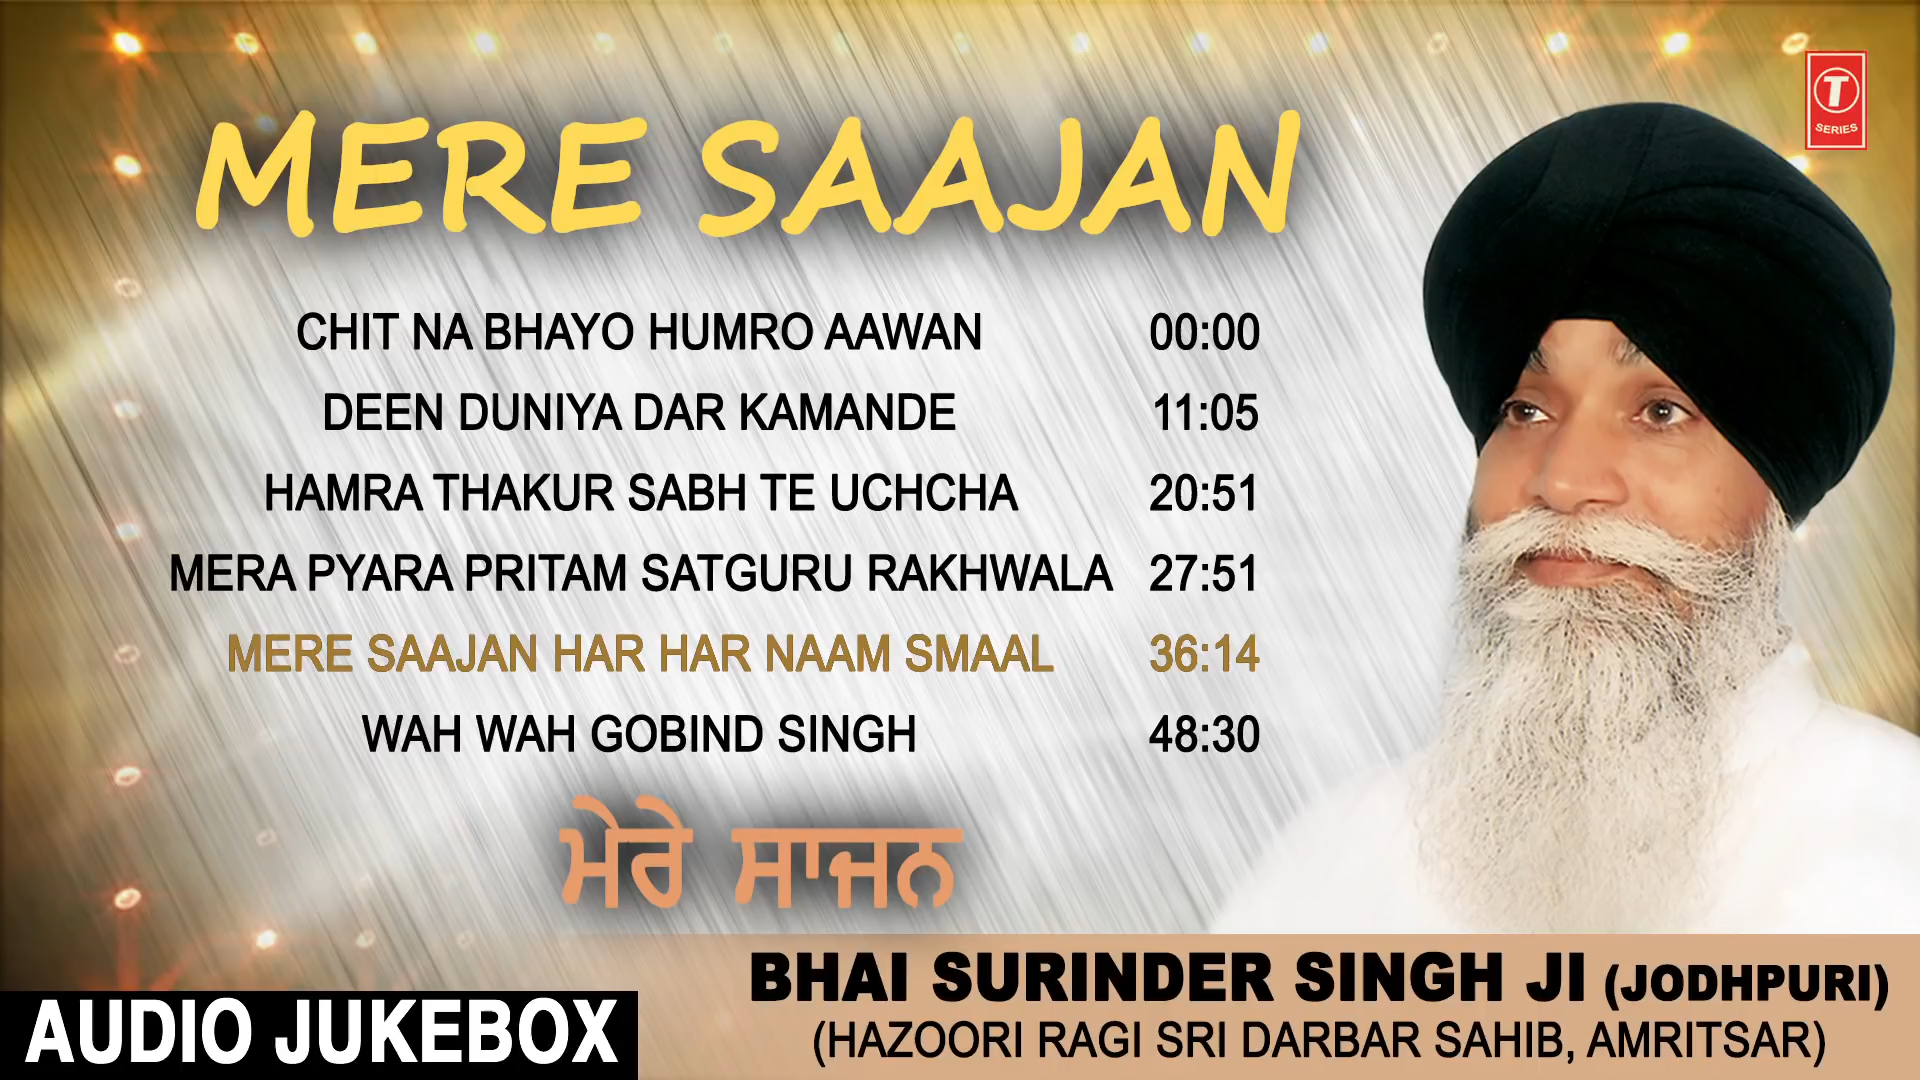 T
SERIES
MERE SAAJAN
CHIT NA BHAYO HUMRO AAWAN 00:00
DEEN DUNIYA DAR KAMANDE 11:05
HAMRA THAKUR SABH TE UCHCHA 20:51
MERA PYARA PRITAM SATGURU RAKHWALA 27:51
MERE SAAJAN HAR HAR NAAM SMAAL 36:14
WAH WAH GOBIND SINGH 48:30
ਮੇਰੇ ਸਾਜਨ
BHAI SURINDER SINGH JI (JODHPURI)
(HAZOORI RAGI SRI DARBAR SAHIB, AMRITSAR)
AUDIO JUKEBOX